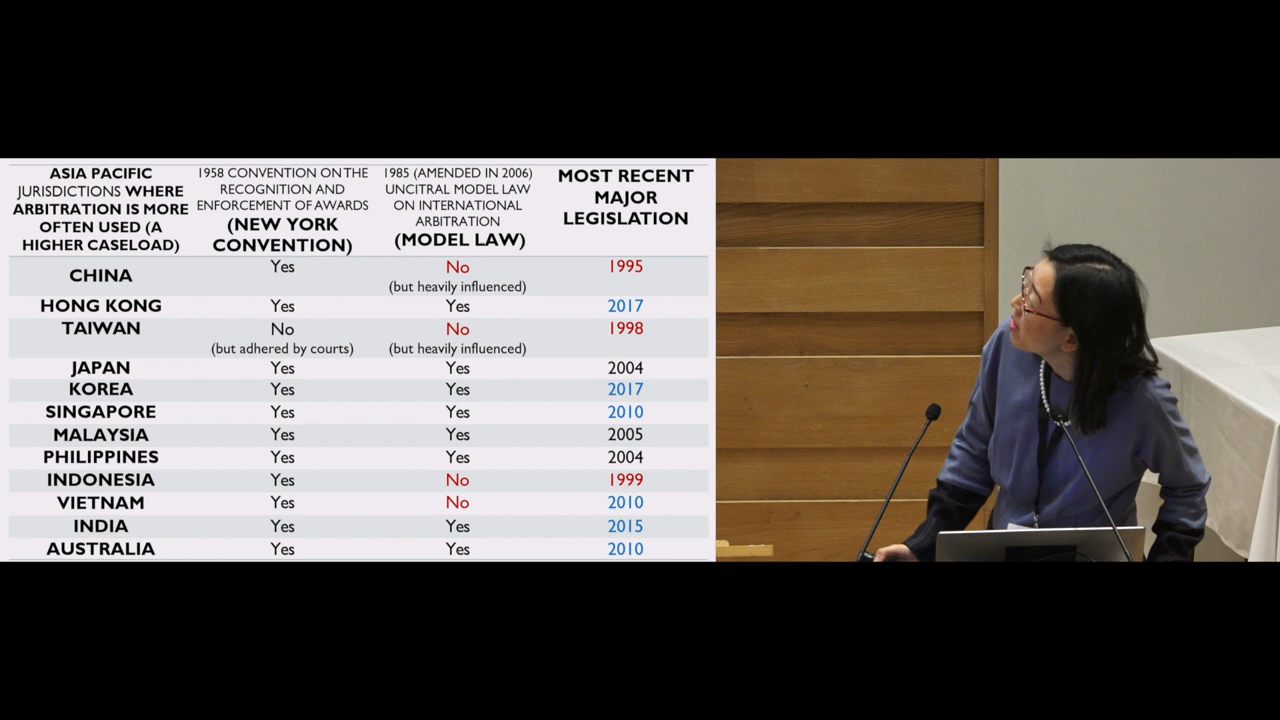 ASIA PACIFIC
JURISDICTIONS WHERE
ARBITRATION IS MORE
OFTEN USED (A
HIGHER CASELOAD)
1958 CONVENTION ON THE
RECOGNITION AND
ENFORCEMENT OF AWARDS
(NEW YORK
CONVENTION)
1985 (AMENDED IN 2006)
UNCITRAL MODEL LAW
ON INTERNATIONAL
ARBITRATION
(MODEL LAW)
MOST RECENT
MAJOR
LEGISLATION
CHINA Yes No 1995
(but heavily influenced)
HONG KONG Yes Yes 2017
TAIWAN No No 1998
(but adhered by courts) (but heavily influenced)
JAPAN Yes Yes 2004
KOREA Yes Yes 2017
SINGAPORE Yes Yes 2010
MALAYSIA Yes Yes 2005
PHILIPPINES Yes Yes 2004
INDONESIA Yes No 1999
VIETNAM Yes No 2010
INDIA Yes Yes 2015
AUSTRALIA Yes Yes 2010